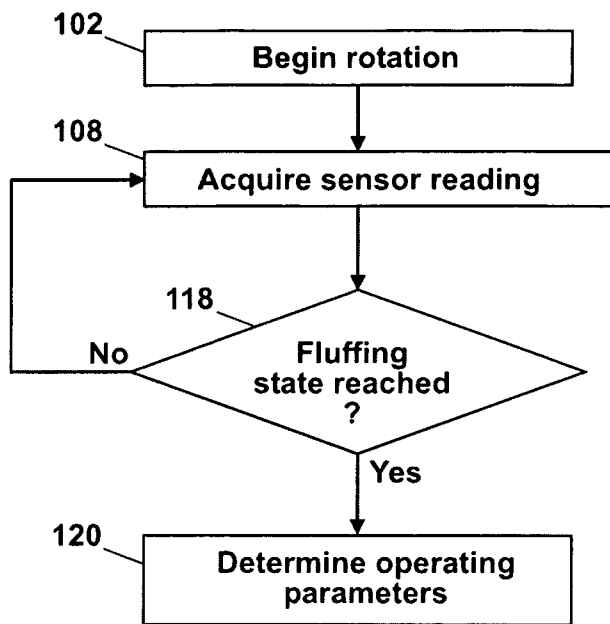 102
Begin rotation
108
Acquire sensor reading
118
No
Fluffing
state reached
?
Yes
120
Determine operating
parameters